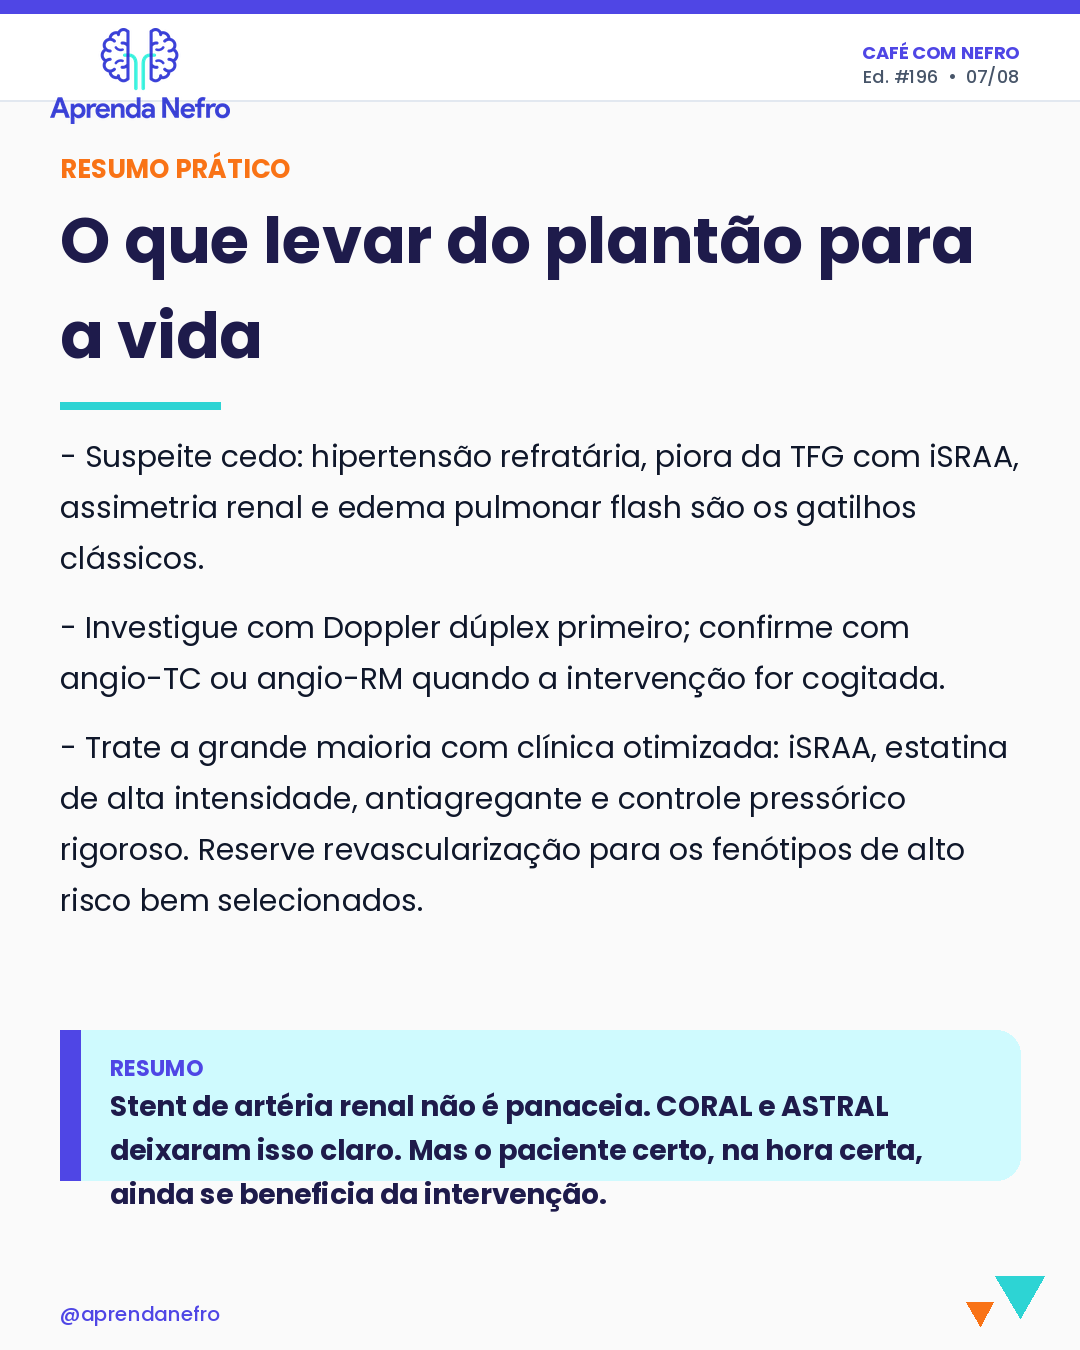 Aprenda Nefro
CAFÉ COM NEFRO
Ed. #196 • 07/08
RESUMO PRÁTICO
O que levar do plantão para
a vida
- Suspeite cedo: hipertensão refratária, piora da TFG com iSRAA,
assimetria renal e edema pulmonar flash são os gatilhos
clássicos.
- Investigue com Doppler dúplex primeiro; confirme com
angio-TC ou angio-RM quando a intervenção for cogitada.
- Trate a grande maioria com clínica otimizada: iSRAA, estatina
de alta intensidade, antiagregante e controle pressórico
rigoroso. Reserve revascularização para os fenótipos de alto
risco bem selecionados.
RESUMO
Stent de artéria renal não é panaceia. CORAL e ASTRAL
deixaram isso claro. Mas o paciente certo, na hora certa,
ainda se beneficia da intervenção.
@aprendanefro